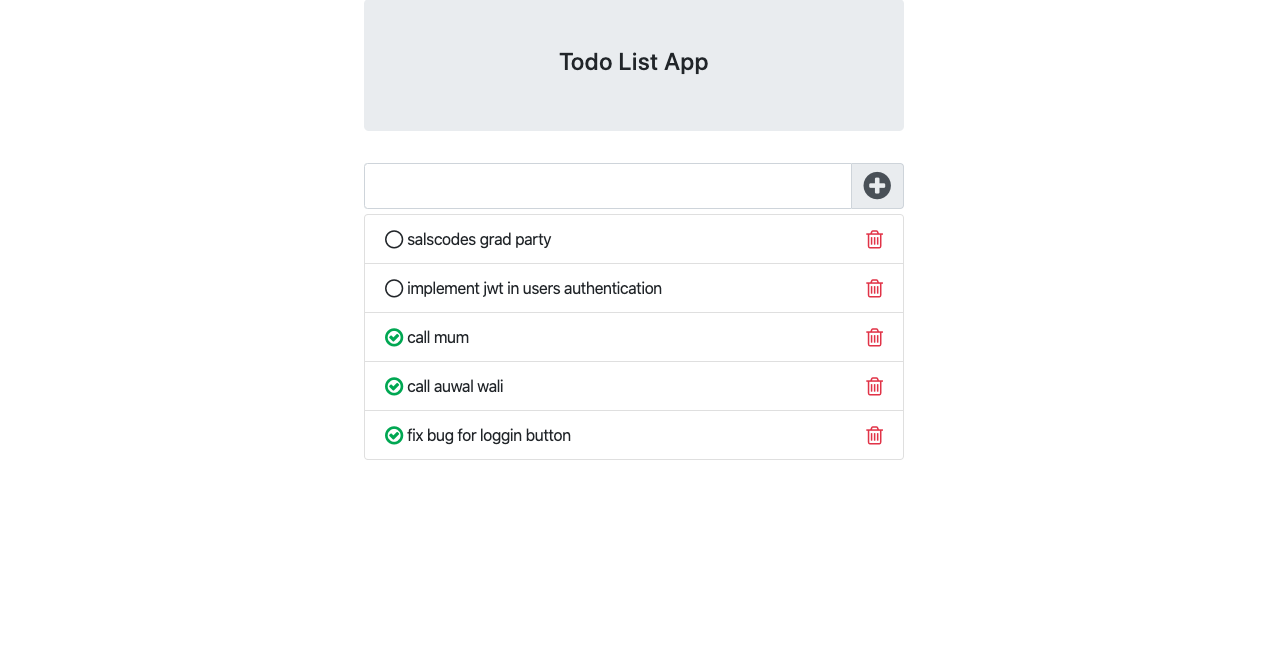 Todo List App
salscodes grad party
implement jwt in users authentication
call mum
call auwal wali
fix bug for loggin button